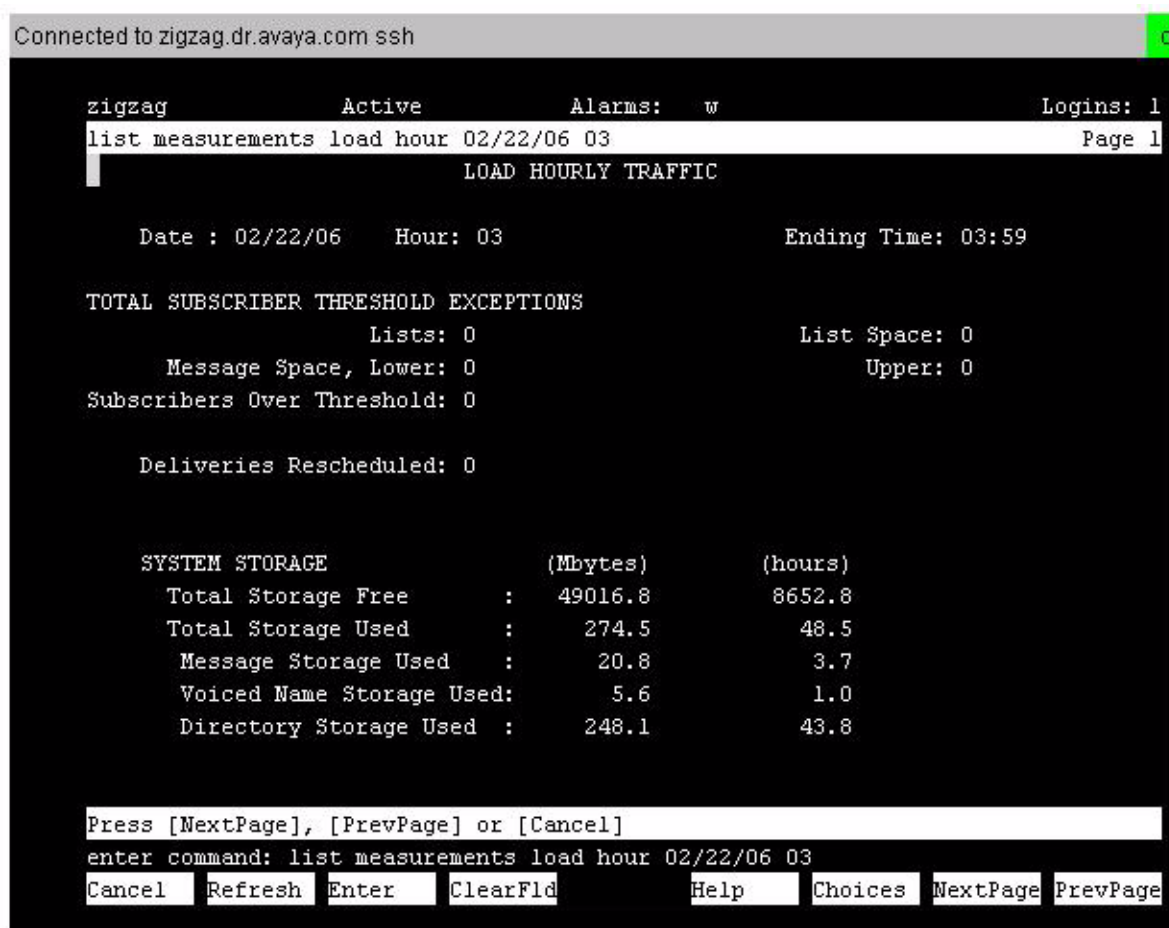 Connected to zigzag.dr.avaya.com ssh
zigzag Active Alarms: w Logins: 1
list measurements load hour 02/22/06 03 Page 1
LOAD HOURLY TRAFFIC
Date : 02/22/06 Hour: 03 Ending Time: 03:59
TOTAL SUBSCRIBER THRESHOLD EXCEPTIONS
Lists: 0 List Space: 0
Message Space, Lower: 0 Upper: 0
Subscribers Over Threshold: 0
Deliveries Rescheduled: 0
SYSTEM STORAGE (Mbytes) (hours)
Total Storage Free : 49016.8 8652.8
Total Storage Used : 274.5 48.5
Message Storage Used : 20.8 3.7
Voiced Name Storage Used: 5.6 1.0
Directory Storage Used : 248.1 43.8
Press [NextPage], [PrevPage] or [Cancel]
enter command: list measurements load hour 02/22/06 03
Cancel Refresh Enter ClearFld Help Choices NextPage PrevPage